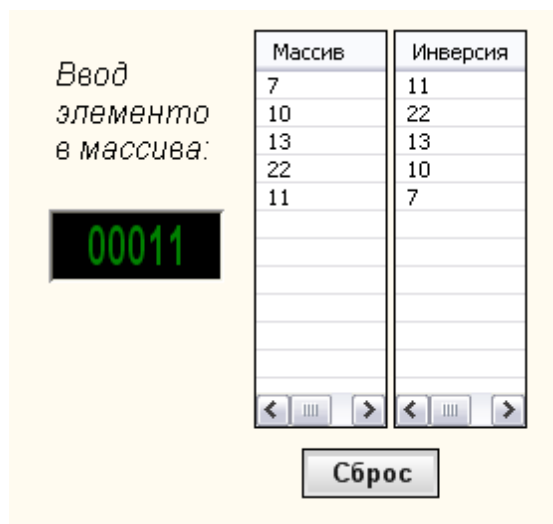 Ввод
элементо
в массива:
00011
Массив
7
10
13
22
11
Инверсия
11
22
13
10
7
Сброс